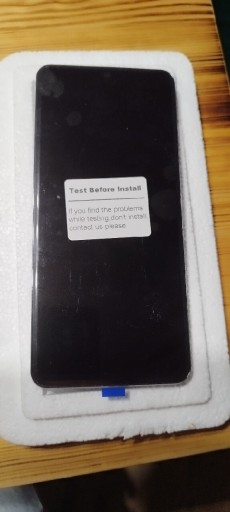 Test Before Install
If you find the problems
while testing,don't install
contact us please